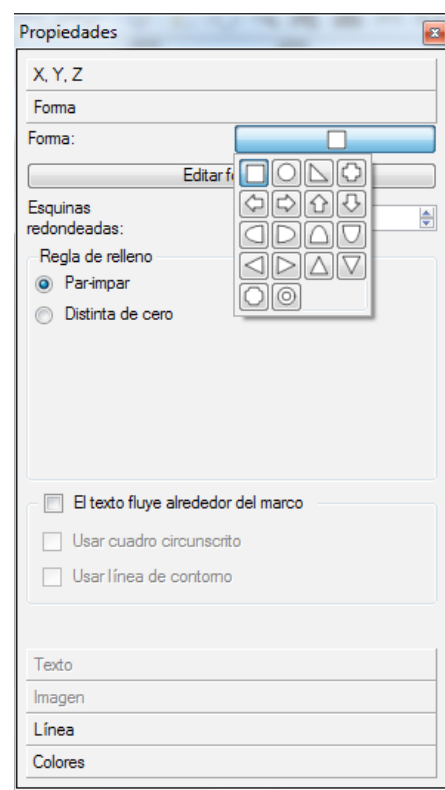 Propiedades
X, Y, Z
Forma
Forma:
Editar f
Esquinas
redondeadas:
Regla de relleno
Par-impar
Distinta de cero
El texto fluye alrededor del marco
Usar cuadro circunscrito
Usar línea de contorno
Texto
Imagen
Línea
Colores